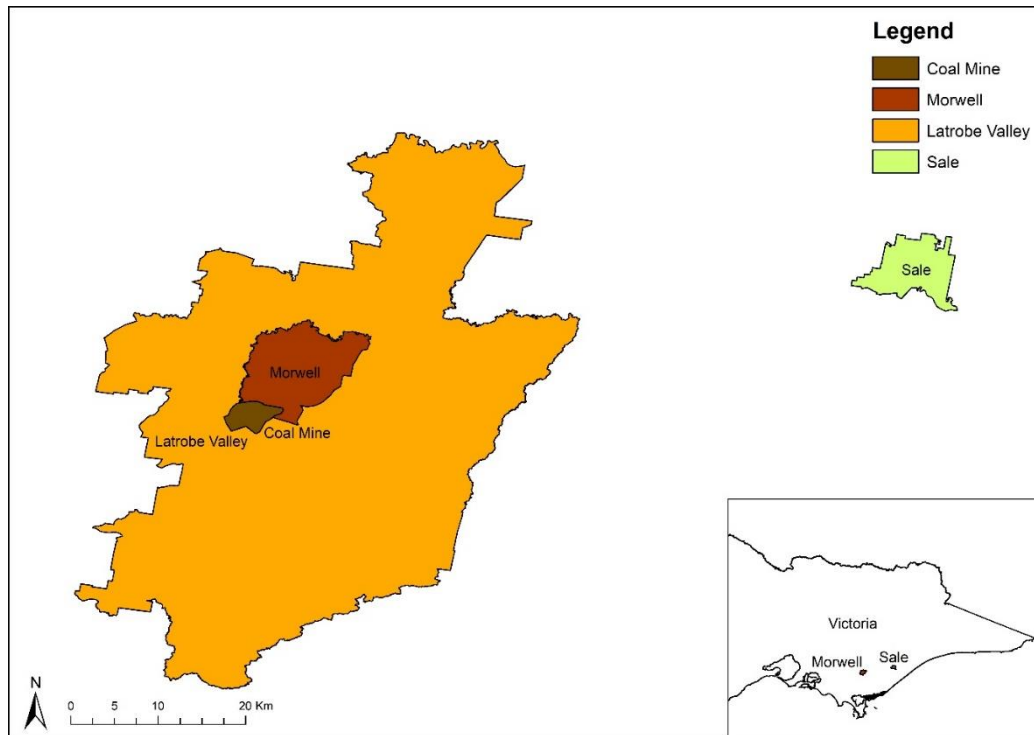 Legend
Coal Mine
Morwell
Latrobe Valley
Sale
Sale
Morwell
Latrobe Valley
Coal Mine
Victoria
Morwell
Sale
N
0 5 10 20 Km